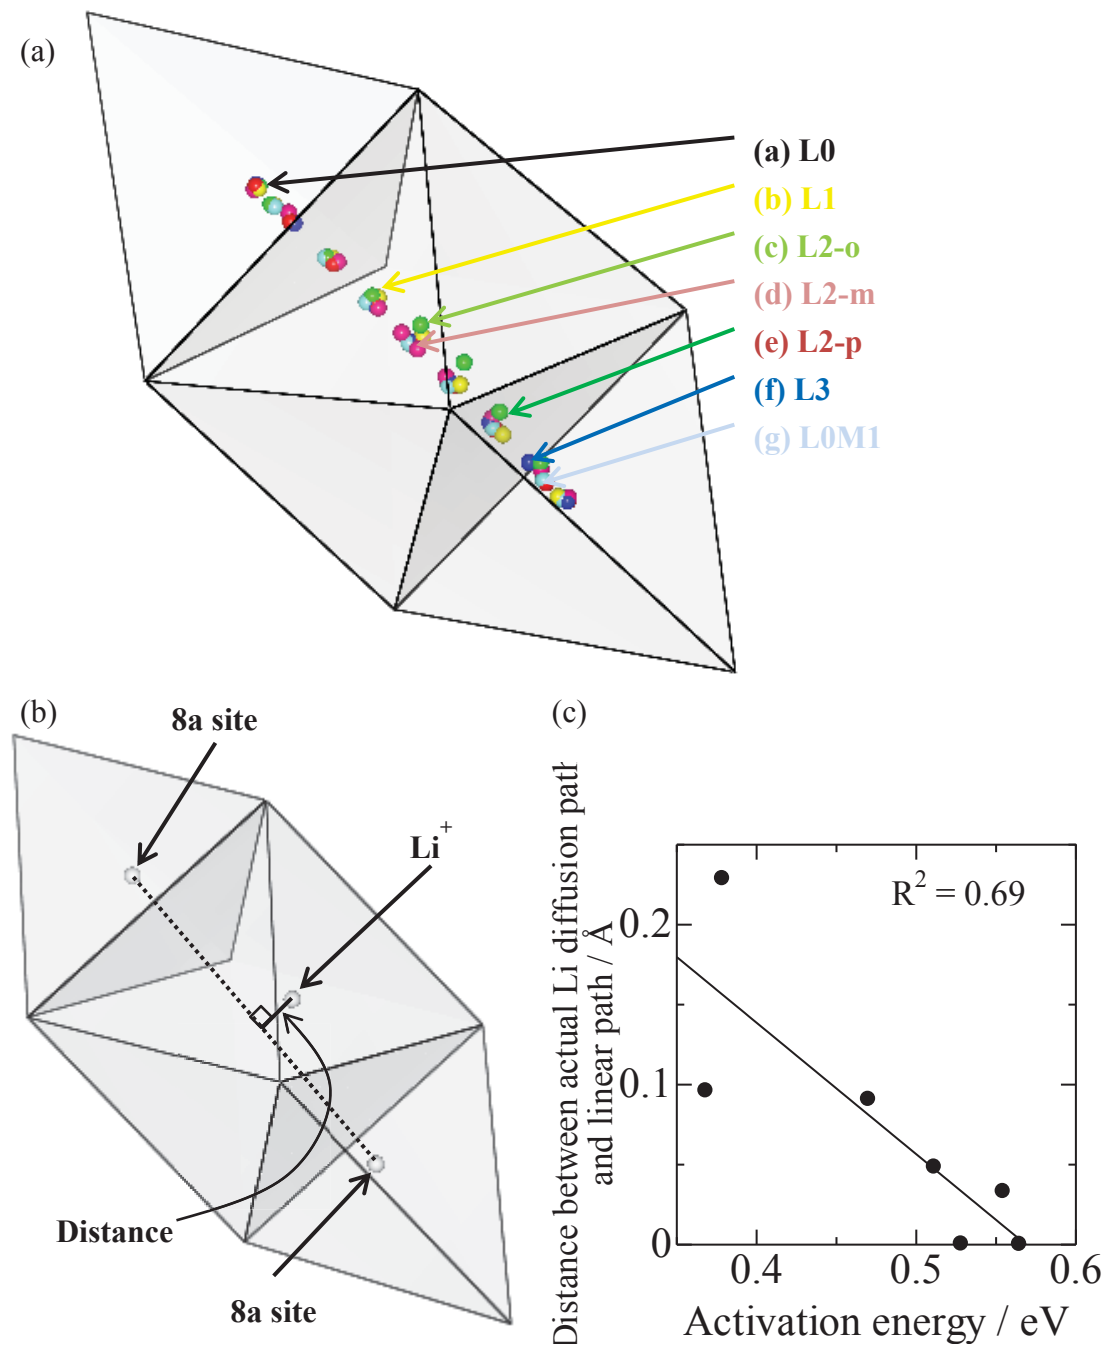 (a)
(a) L0
(b) L1
(c) L2-o
(d) L2-m
(e) L2-p
(f) L3
(g) L0M1
(b)
8a site
Li+
Distance
8a site
(c)
Distance between actual Li diffusion path
and linear path / Å
R2 = 0.69
0.2
0.1
0
0.4
0.5
0.6
Activation energy / eV